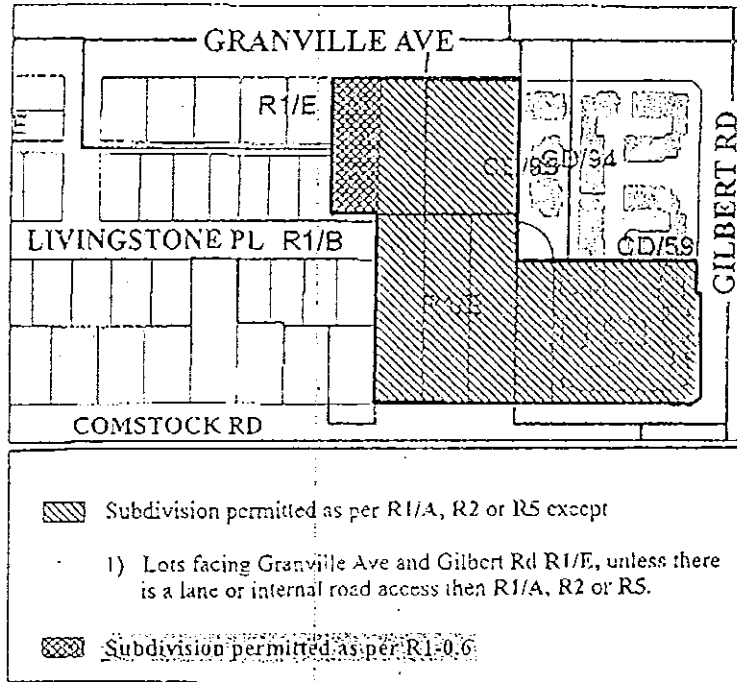 GRANVILLE AVE
R1/E
CD/94
GILBERT RD
LIVINGSTONE PL R1/B
CD/59
COMSTOCK RD
Subdivision permitted as per R1/A, R2 or R5 except
1) Lots facing Granville Ave and Gilbert Rd R1/E, unless there
is a lane or internal road access then R1/A, R2 or R5.
Subdivision permitted as per R1-0.6